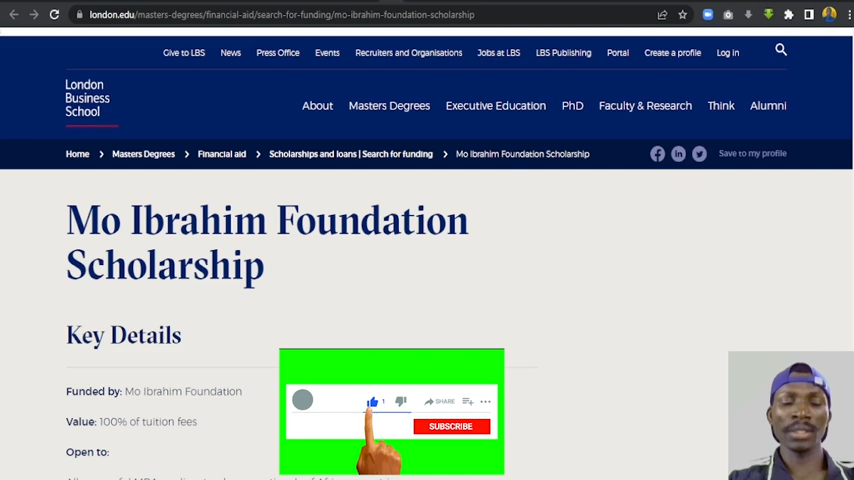 london.edu/masters-degrees/financial-aid/search-for-funding/mo-ibrahim-foundation-scholarship
Give to LBS News Press Office Events Recruiters and Organisations Jobs at LBS LBS Publishing Portal Create a profile Log in
London
Business
School
About Masters Degrees Executive Education PhD Faculty & Research Think Alumni
Home Masters Degrees Financial aid Scholarships and loans | Search for funding Mo Ibrahim Foundation Scholarship Save to my profile
Mo Ibrahim Foundation
Scholarship
Key Details
Funded by: Mo Ibrahim Foundation
1 SHARE
Value: 100% of tuition fees
SUBSCRIBE
Open to: